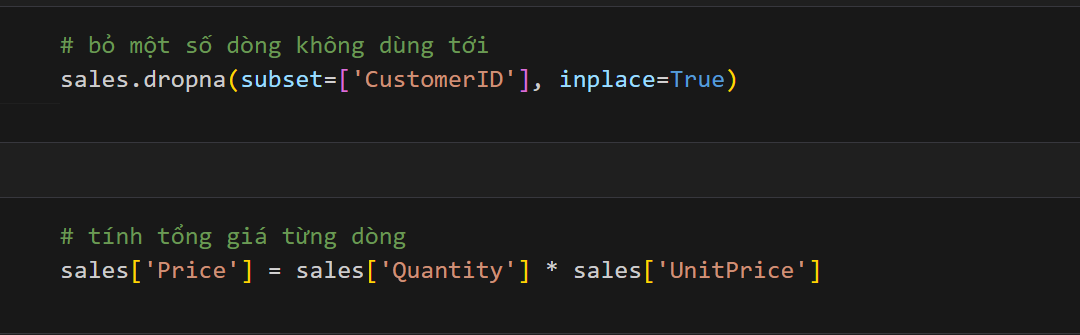 # bỏ một số dòng không dùng tới
sales.dropna(subset=['CustomerID'], inplace=True)
# tính tổng giá từng dòng
sales['Price'] = sales['Quantity'] * sales['UnitPrice']